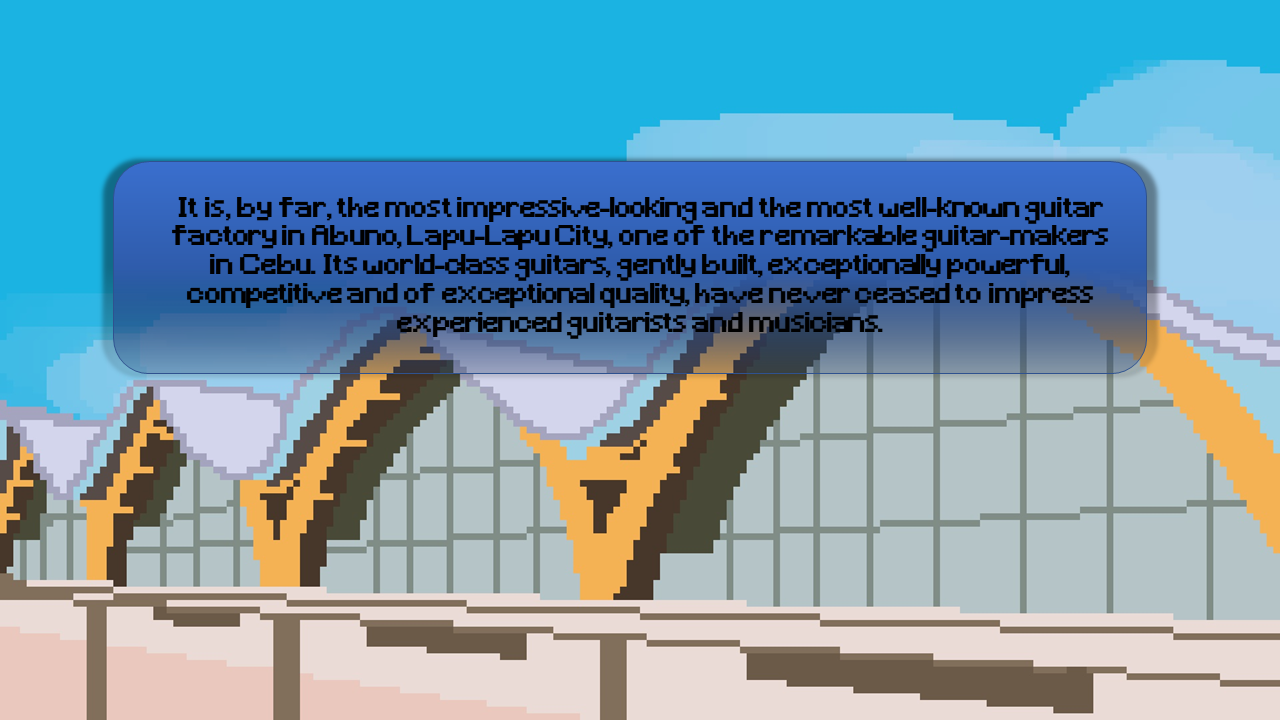 It is, by far, the most impressive-looking and the most well-known guitar
factory in Abuno, Lapu-Lapu City, one of the remarkable guitar-makers
in Cebu. Its world-class guitars, gently built, exceptionally powerful,
competitive and of exceptional quality, have never ceased to impress
experienced guitarists and musicians.